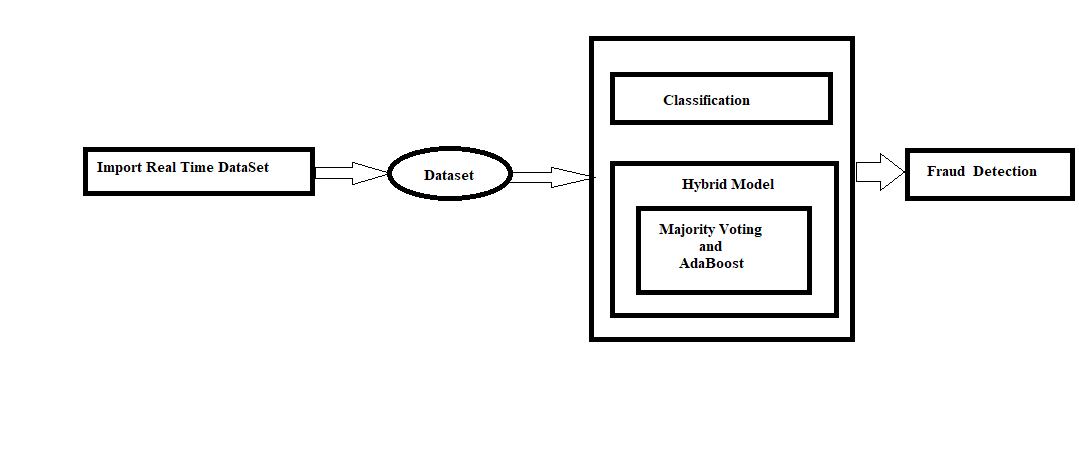 Import Real Time DataSet
Dataset
Classification
Hybrid Model
Majority Voting
and
AdaBoost
Fraud Detection